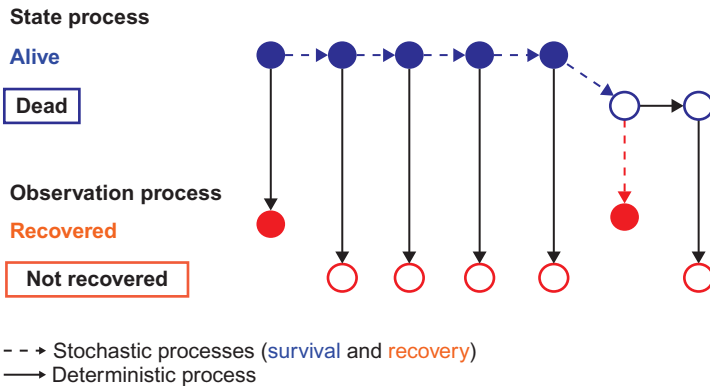 State process
Alive
Dead
Observation process
Recovered
Not recovered
Stochastic processes (survival and recovery)
Deterministic process